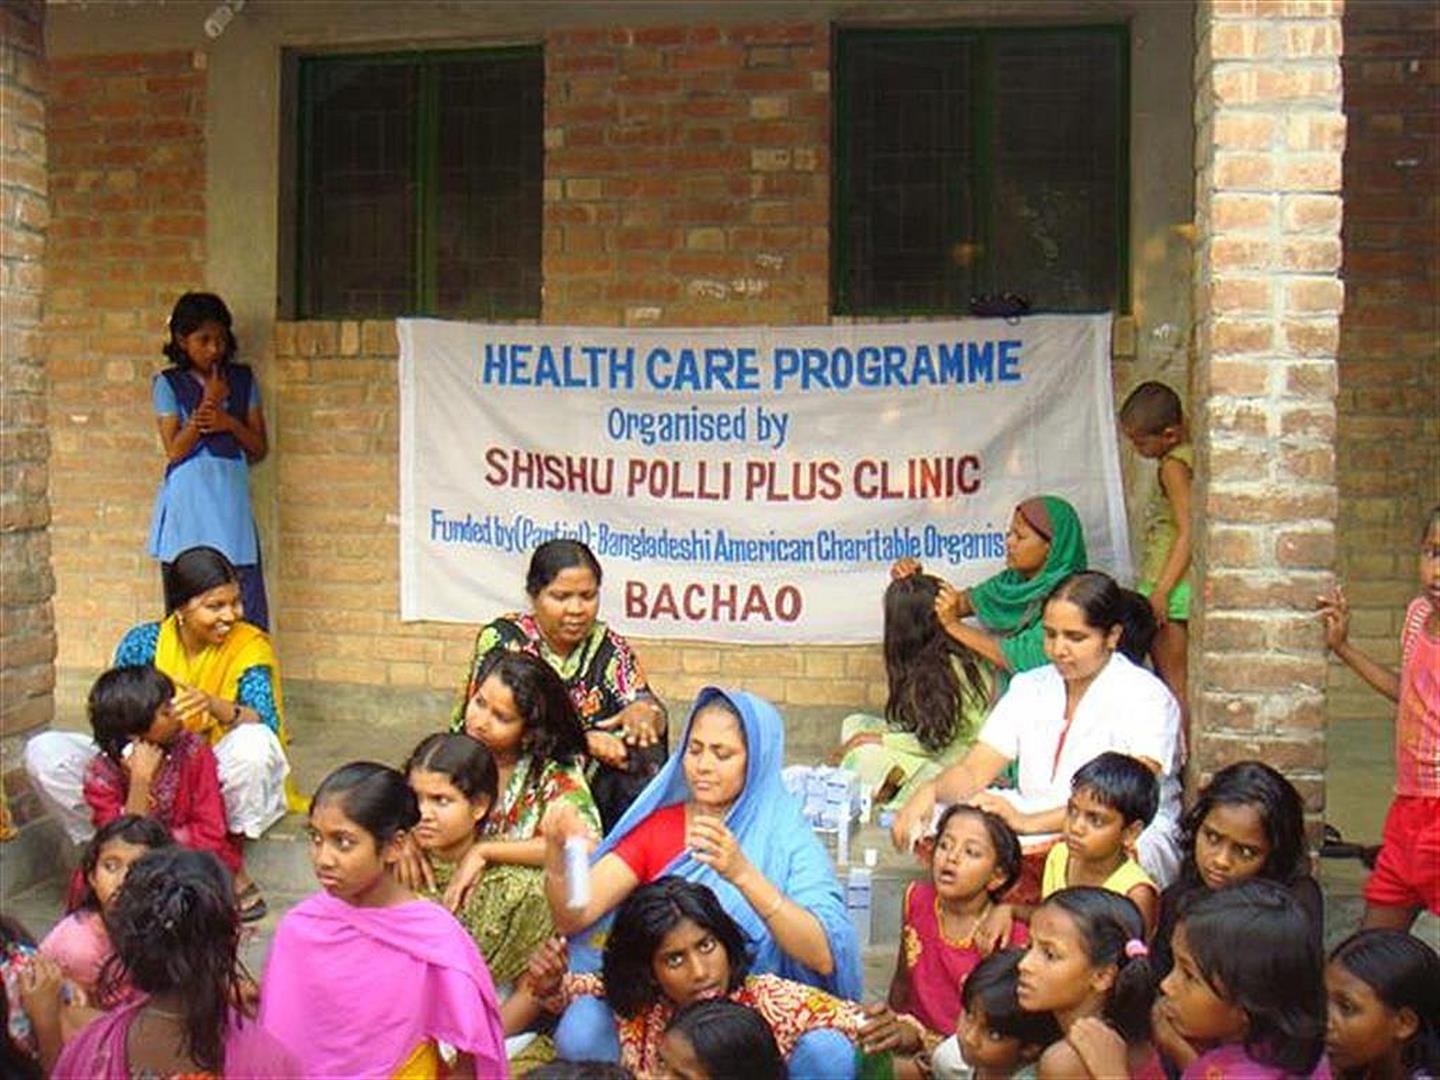 HEALTH CARE PROGRAMME
Organised by
SHISHU POLLI PLUS CLINIC
Funded by (Partial): Bangladeshi American Charitable Organis
BACHAO